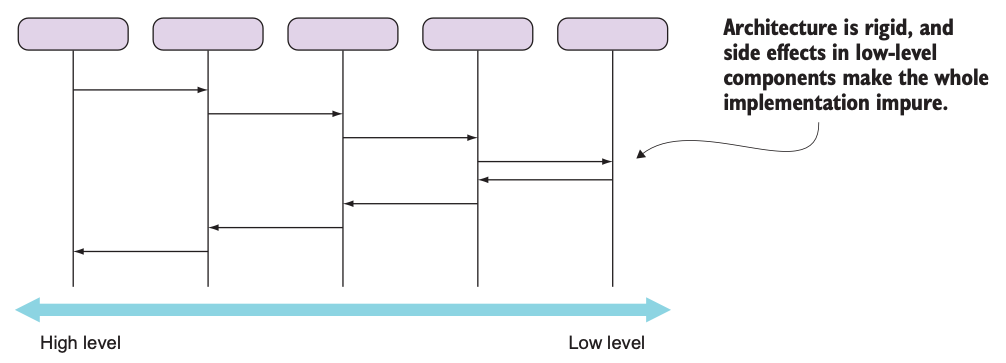 Architecture is rigid, and
side effects in low-level
components make the whole
implementation impure.
High level
Low level